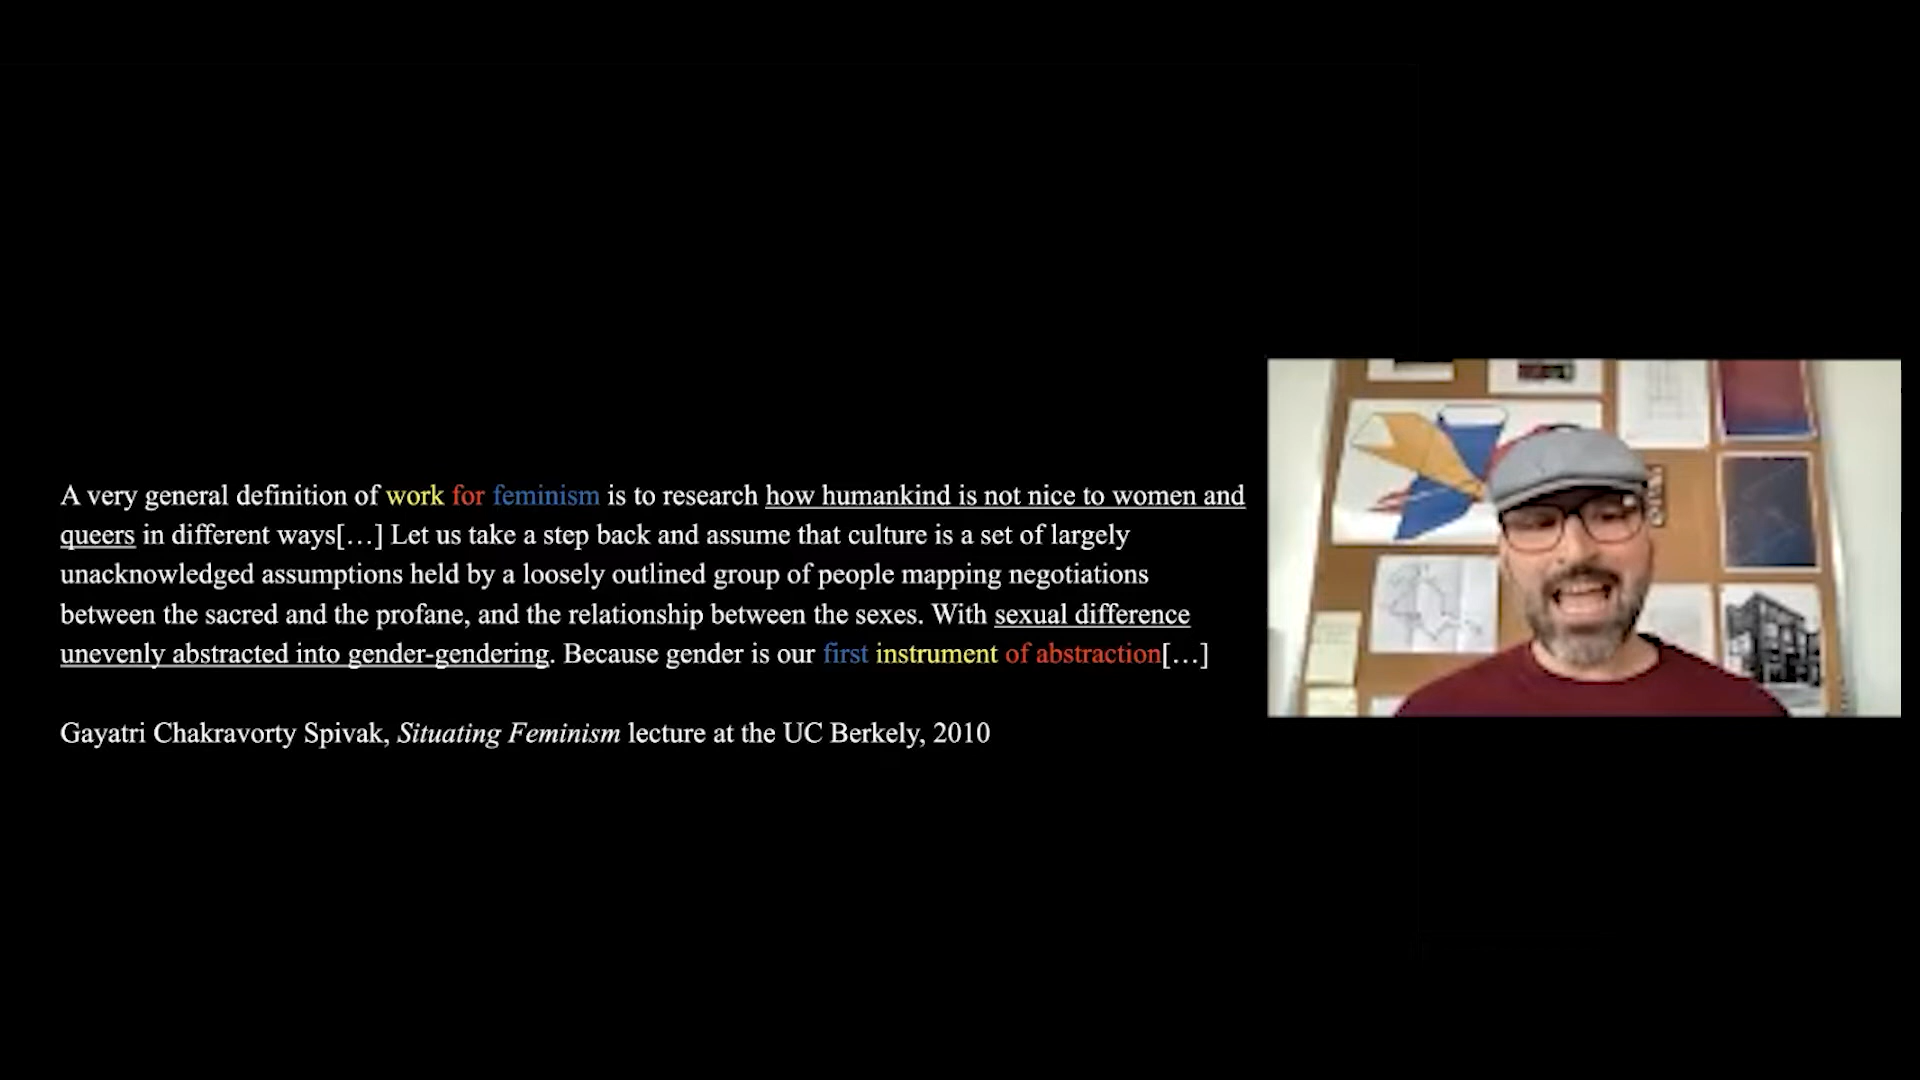 A very general definition of work for feminism is to research how humankind is not nice to women and
queers in different ways[…] Let us take a step back and assume that culture is a set of largely
unacknowledged assumptions held by a loosely outlined group of people mapping negotiations
between the sacred and the profane, and the relationship between the sexes. With sexual difference
unevenly abstracted into gender-gendering. Because gender is our first instrument of abstraction[…]
Gayatri Chakravorty Spivak, Situating Feminism lecture at the UC Berkely, 2010